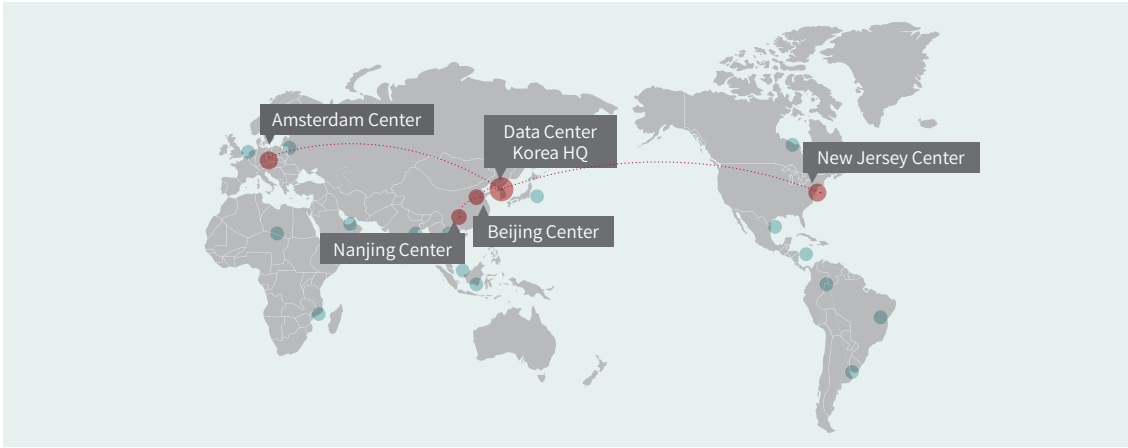 Amsterdam Center
Data Center
Korea HQ
New Jersey Center
Beijing Center
Nanjing Center